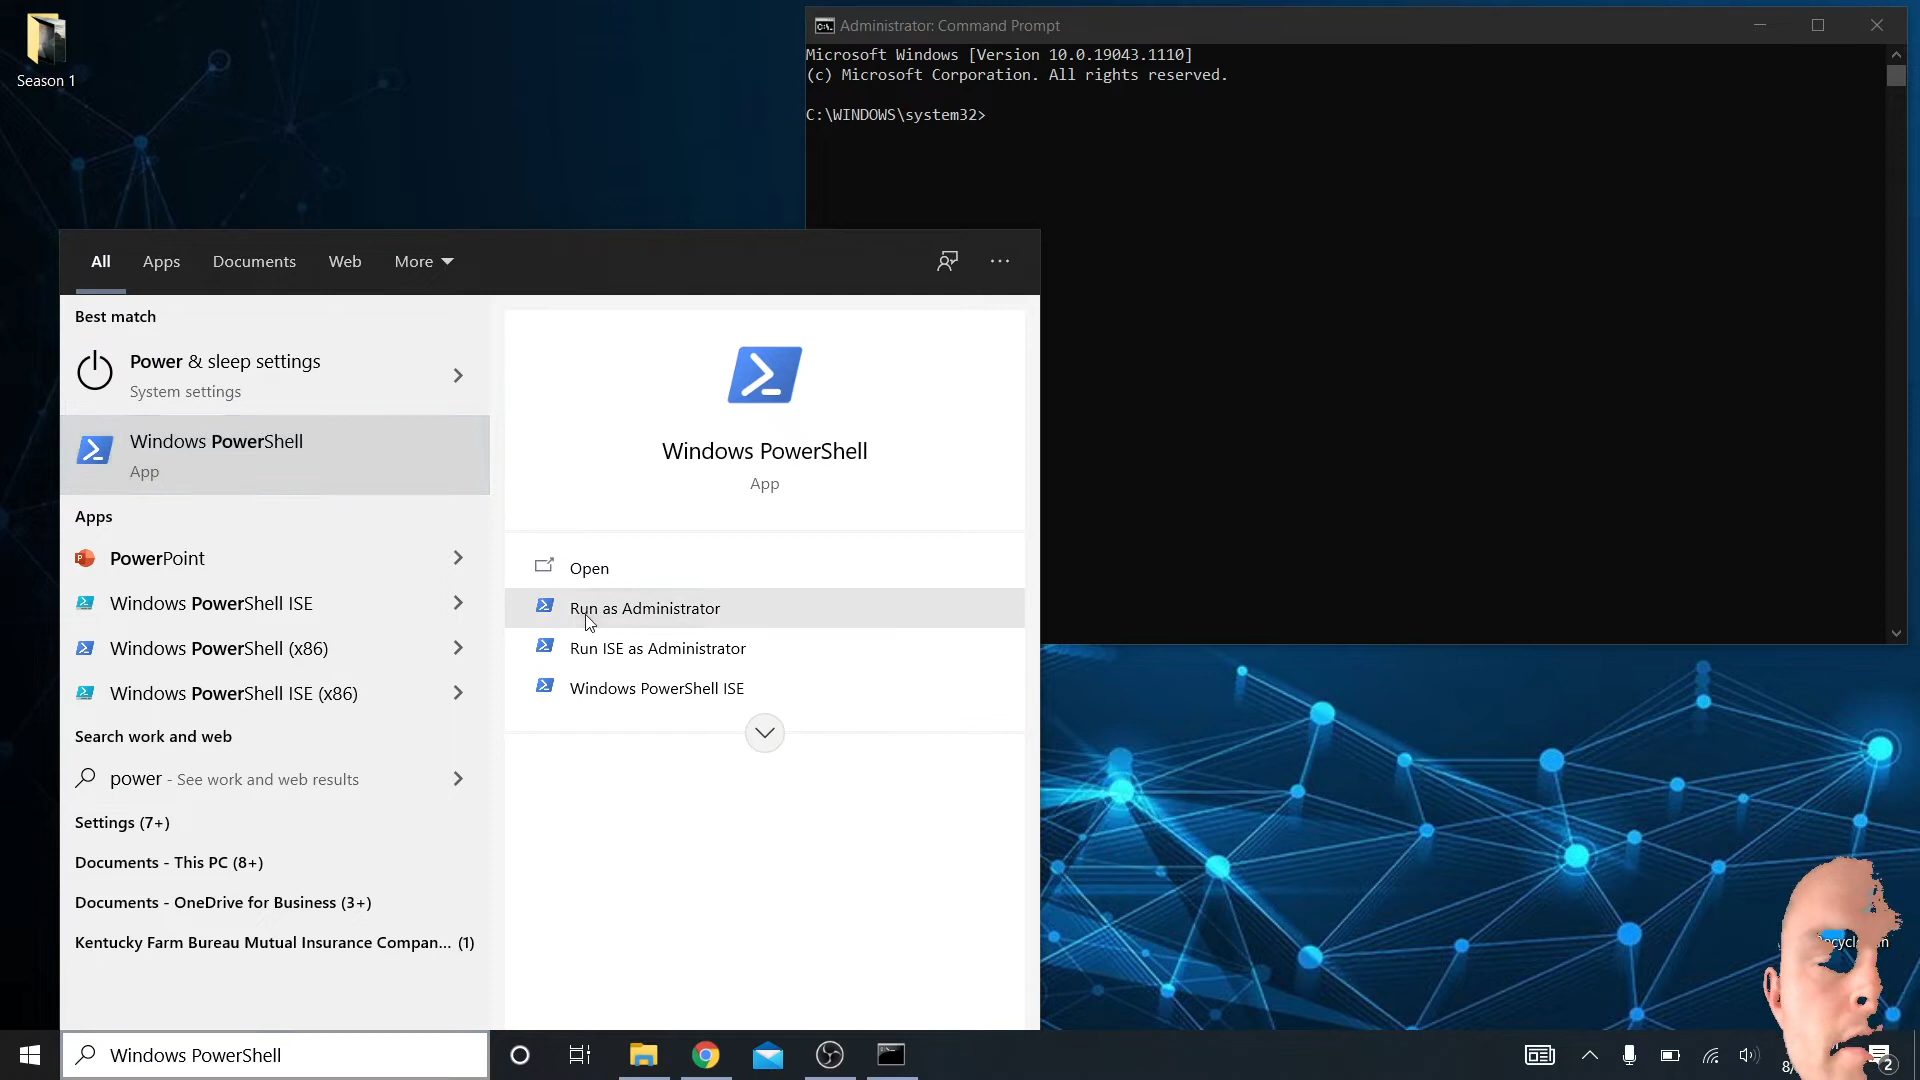 Season 1
Administrator: Command Prompt
Microsoft Windows [Version 10.0.19043.1110]
(c) Microsoft Corporation. All rights reserved.
C:\WINDOWS\system32>
All
Apps
Documents
Web
More
Best match
Power & sleep settings
System settings
Windows PowerShell
App
Apps
PowerPoint
Windows PowerShell ISE
Windows PowerShell (x86)
Windows PowerShell ISE (x86)
Search work and web
power - See work and web results
Settings (7+)
Documents - This PC (8+)
Documents - OneDrive for Business (3+)
Kentucky Farm Bureau Mutual Insurance Compan... (1)
Windows PowerShell
App
Open
Run as Administrator
Run ISE as Administrator
Windows PowerShell ISE
Windows PowerShell
2